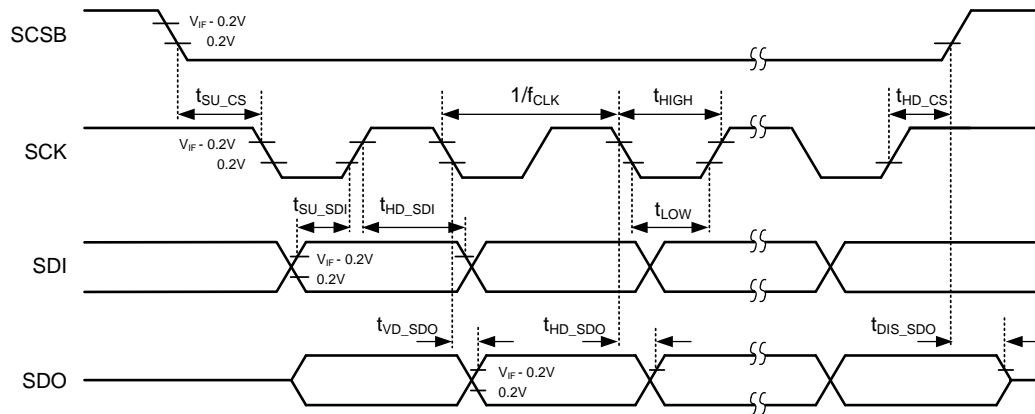 SCSB
V_IF - 0.2V
0.2V
t_SU_CS
1/f_CLK
t_HIGH
t_HD_CS
SCK
V_IF - 0.2V
0.2V
t_SU_SDI
t_HD_SDI
t_LOW
SDI
V_IF - 0.2V
0.2V
t_VD_SDO
t_HD_SDO
t_DIS_SDO
SDO
V_IF - 0.2V
0.2V